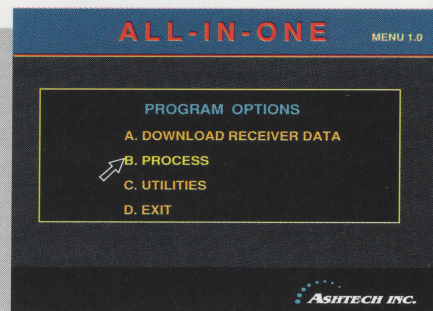 ALL-IN-ONE
MENU 1.0
PROGRAM OPTIONS
A. DOWNLOAD RECEIVER DATA
B. PROCESS
C. UTILITIES
D. EXIT
ASHTECH INC.